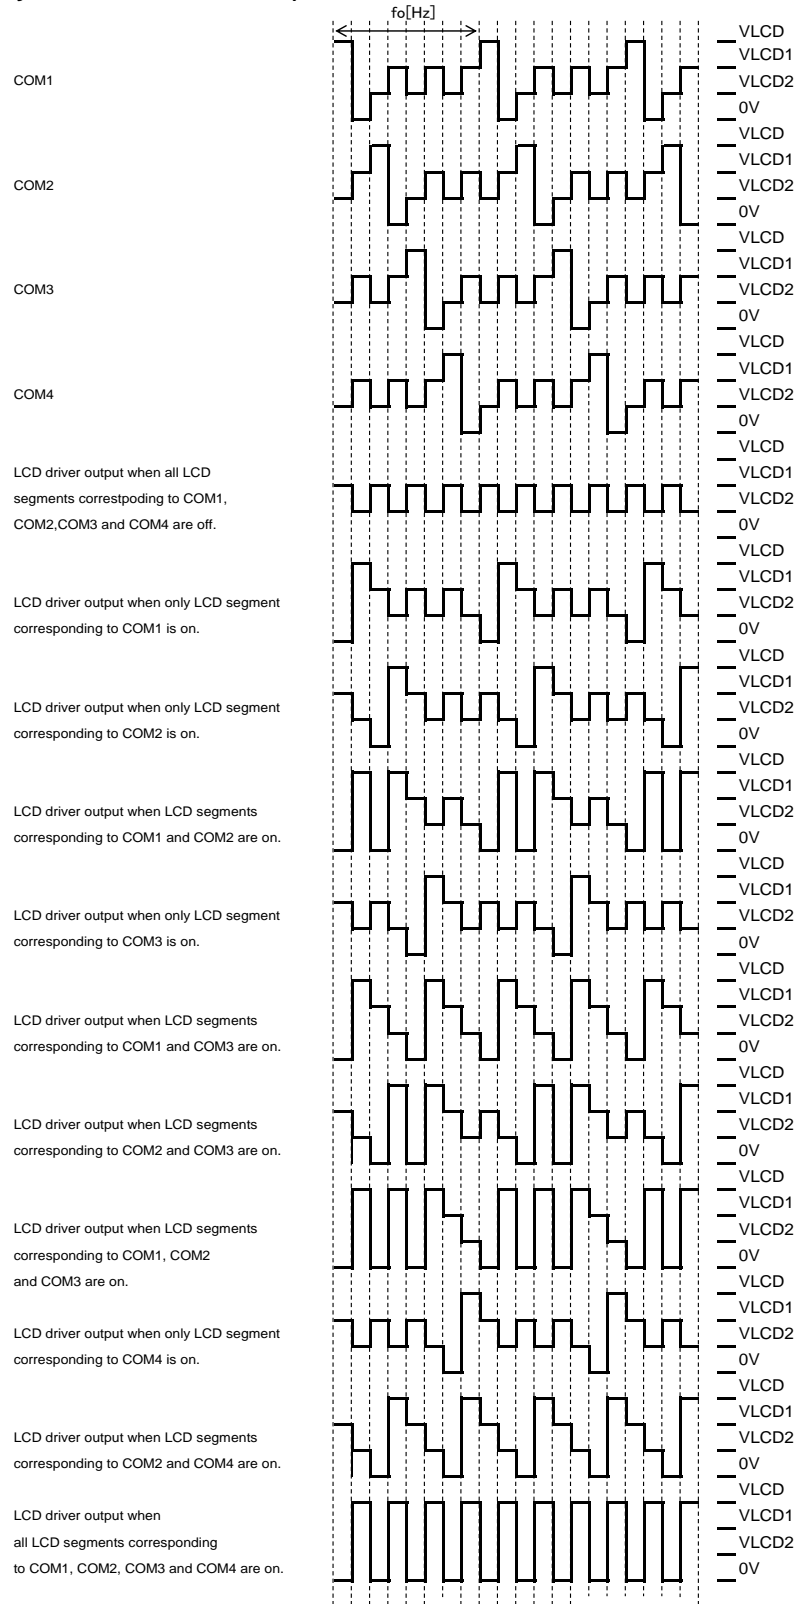 fo[Hz]
VLCD
VLCD1
COM1
VLCD2
0V
VLCD
VLCD1
COM2
VLCD2
0V
VLCD
VLCD1
COM3
VLCD2
0V
VLCD
VLCD1
COM4
VLCD2
0V
VLCD
LCD driver output when all LCD
VLCD1
segments correstpoding to COM1,
VLCD2
COM2,COM3 and COM4 are off.
0V
VLCD
VLCD1
LCD driver output when only LCD segment
VLCD2
corresponding to COM1 is on.
0V
VLCD
VLCD1
LCD driver output when only LCD segment
VLCD2
corresponding to COM2 is on.
0V
VLCD
VLCD1
LCD driver output when LCD segments
VLCD2
corresponding to COM1 and COM2 are on.
0V
VLCD
VLCD1
LCD driver output when only LCD segment
VLCD2
corresponding to COM3 is on.
0V
VLCD
VLCD1
LCD driver output when LCD segments
VLCD2
corresponding to COM1 and COM3 are on.
0V
VLCD
VLCD1
LCD driver output when LCD segments
VLCD2
corresponding to COM2 and COM3 are on.
0V
VLCD
VLCD1
LCD driver output when LCD segments
VLCD2
corresponding to COM1, COM2
0V
and COM3 are on.
VLCD
VLCD1
LCD driver output when only LCD segment
VLCD2
corresponding to COM4 is on.
0V
VLCD
VLCD1
LCD driver output when LCD segments
VLCD2
corresponding to COM2 and COM4 are on.
0V
VLCD
LCD driver output when
VLCD1
all LCD segments corresponding
VLCD2
to COM1, COM2, COM3 and COM4 are on.
0V